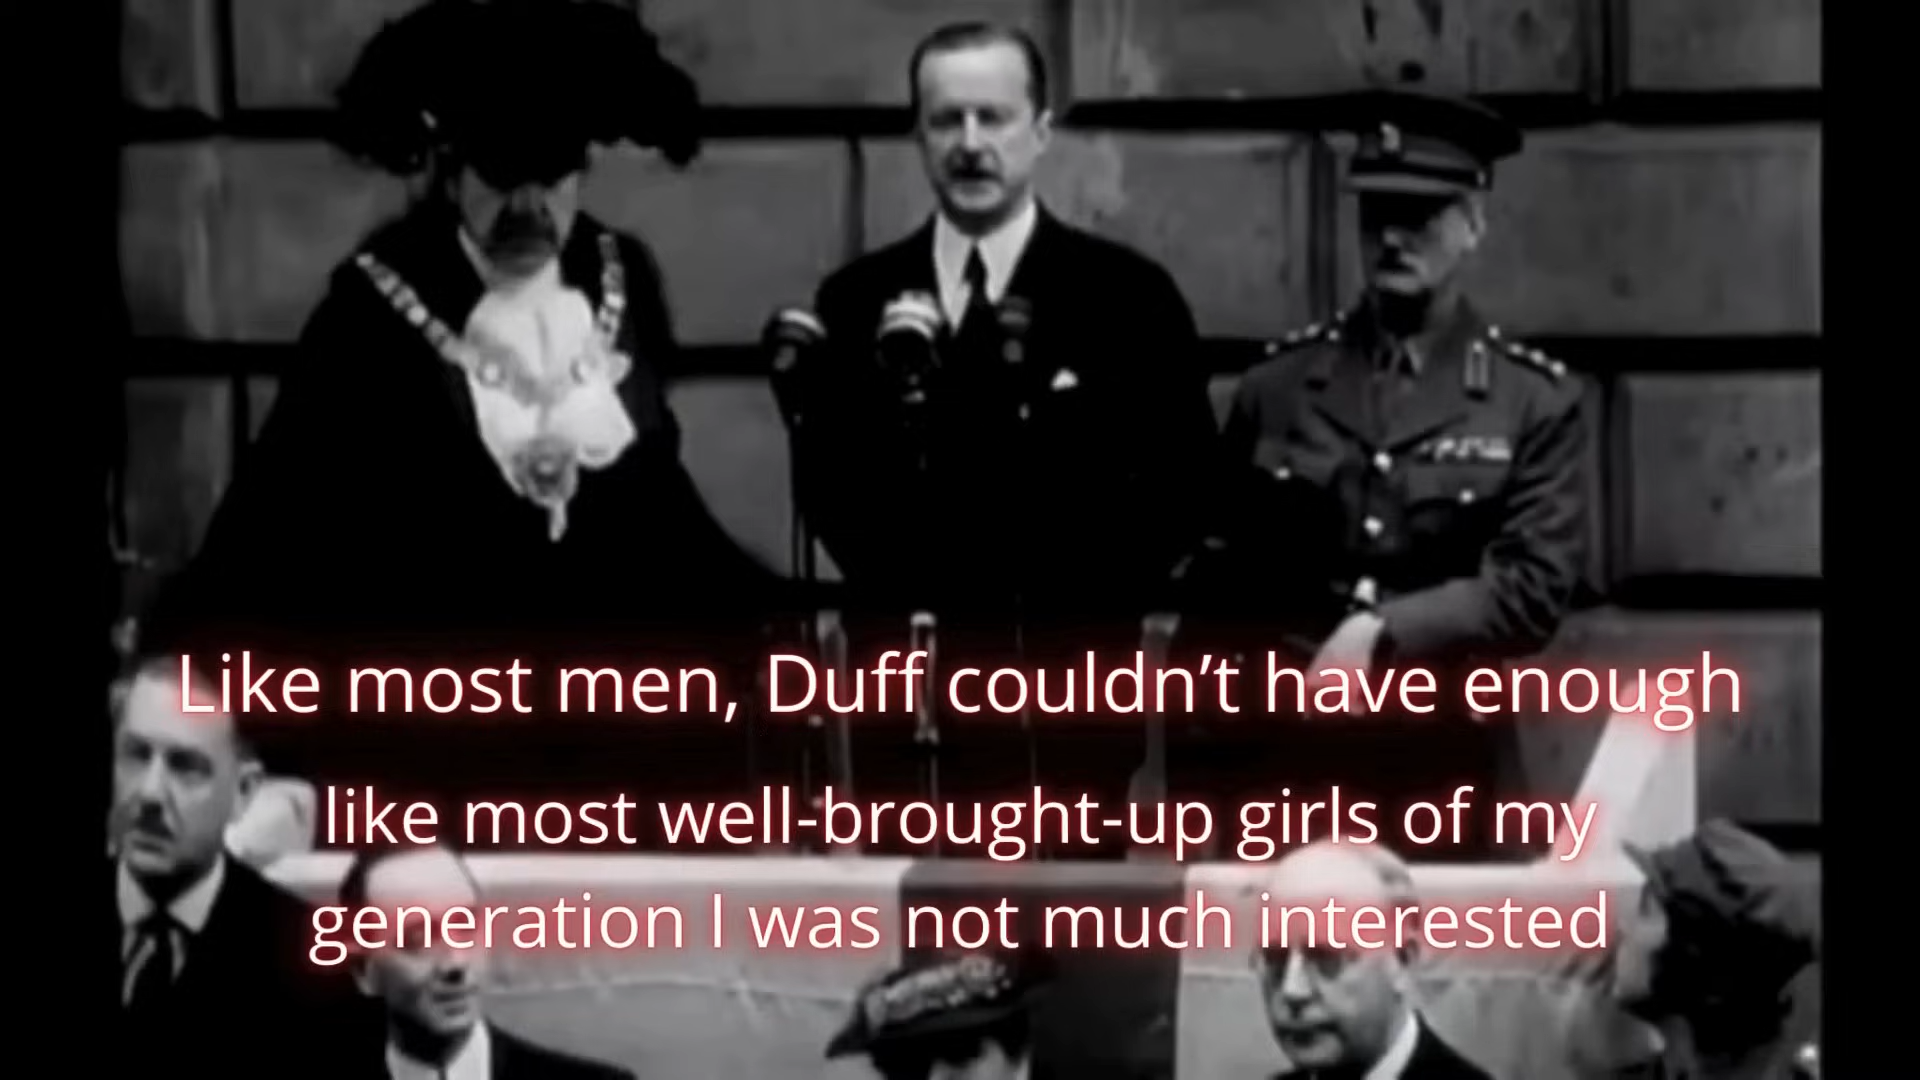 Like most men, Duff couldn’t have enough
like most well-brought-up girls of my
generation I was not much interested